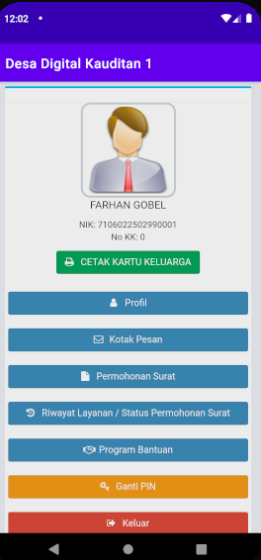 12:02
Desa Digital Kauditan 1
FARHAN GOBEL
NIK: 7106022502990001
No KK: 0
CETAK KARTU KELUARGA
Profil
Kotak Pesan
Permohonan Surat
Riwayat Layanan / Status Permohonan Surat
Program Bantuan
Ganti PIN
Keluar